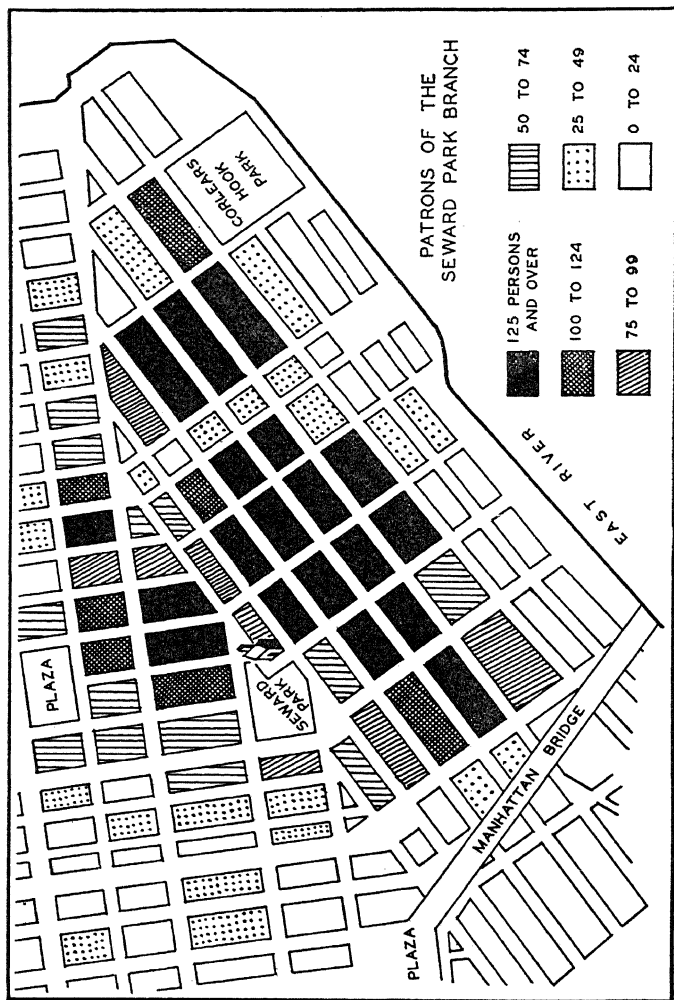 PLAZA
SEWARD
PARK
CORLEARS
HOOK
PARK
PLAZA
MANHATTAN BRIDGE
EAST RIVER
PATRONS OF THE
SEWARD PARK BRANCH
125 PERSONS
AND OVER
100 TO 124
75 TO 99
50 TO 74
25 TO 49
0 TO 24